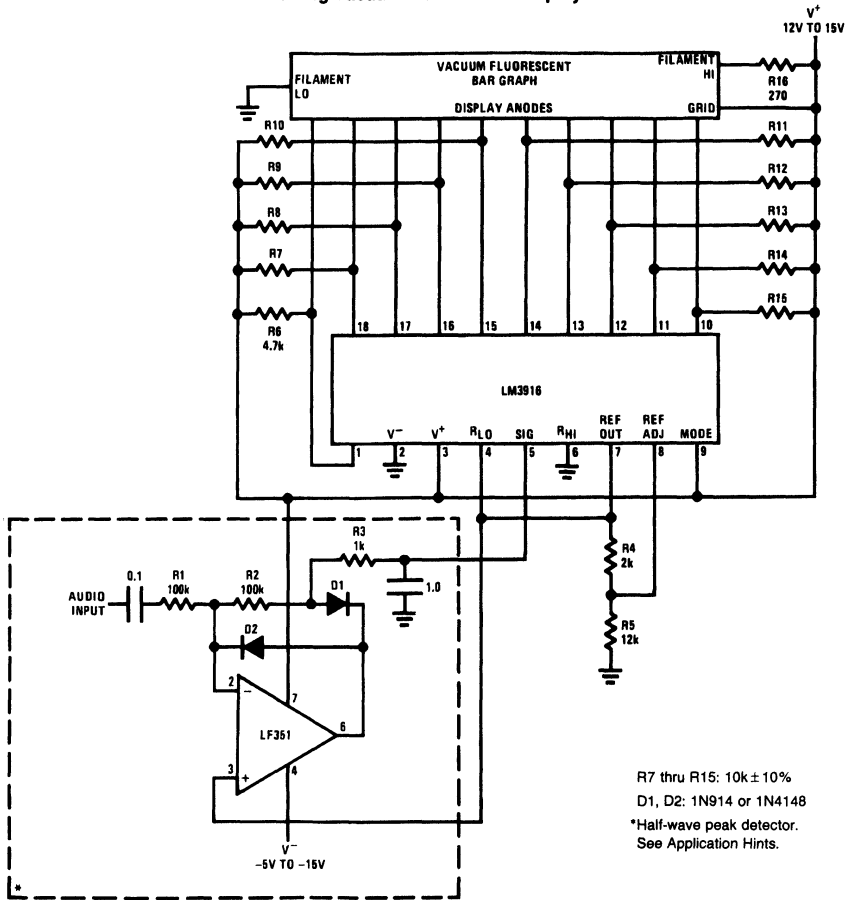 V+
12V TO 15V
VACUUM FLUORESCENT
BAR GRAPH
FILAMENT
LO
FILAMENT
HI
DISPLAY ANODES
GRID
R16
270
R10
R9
R8
R7
R6
4.7k
R11
R12
R13
R14
R15
18
17
16
15
14
13
12
11
10
LM3916
V−
V+
RLO
SIG
RHI
REF
OUT
REF
ADJ
MODE
1
2
3
4
5
6
7
8
9
R3
1k
1.0
R4
2k
R5
12k
AUDIO
INPUT
0.1
R1
100k
R2
100k
D1
D2
2
−
7
LF351
6
3
+
4
V−
−5V TO −15V
*
R7 thru R15: 10k ± 10%
D1, D2: 1N914 or 1N4148
*Half-wave peak detector.
See Application Hints.